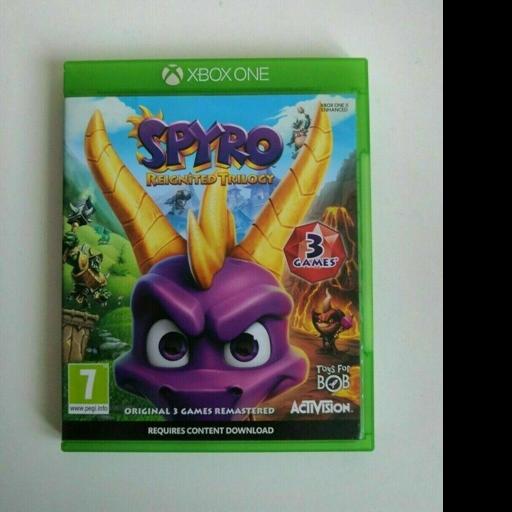 XBOX ONE
XBOX ONE X
ENHANCED
SPYRO
REIGNITED TRILOGY
3
GAMES
TOYS FOR
BOB
7
www.pegi.info
ORIGINAL 3 GAMES REMASTERED
ACTIVISION
REQUIRES CONTENT DOWNLOAD